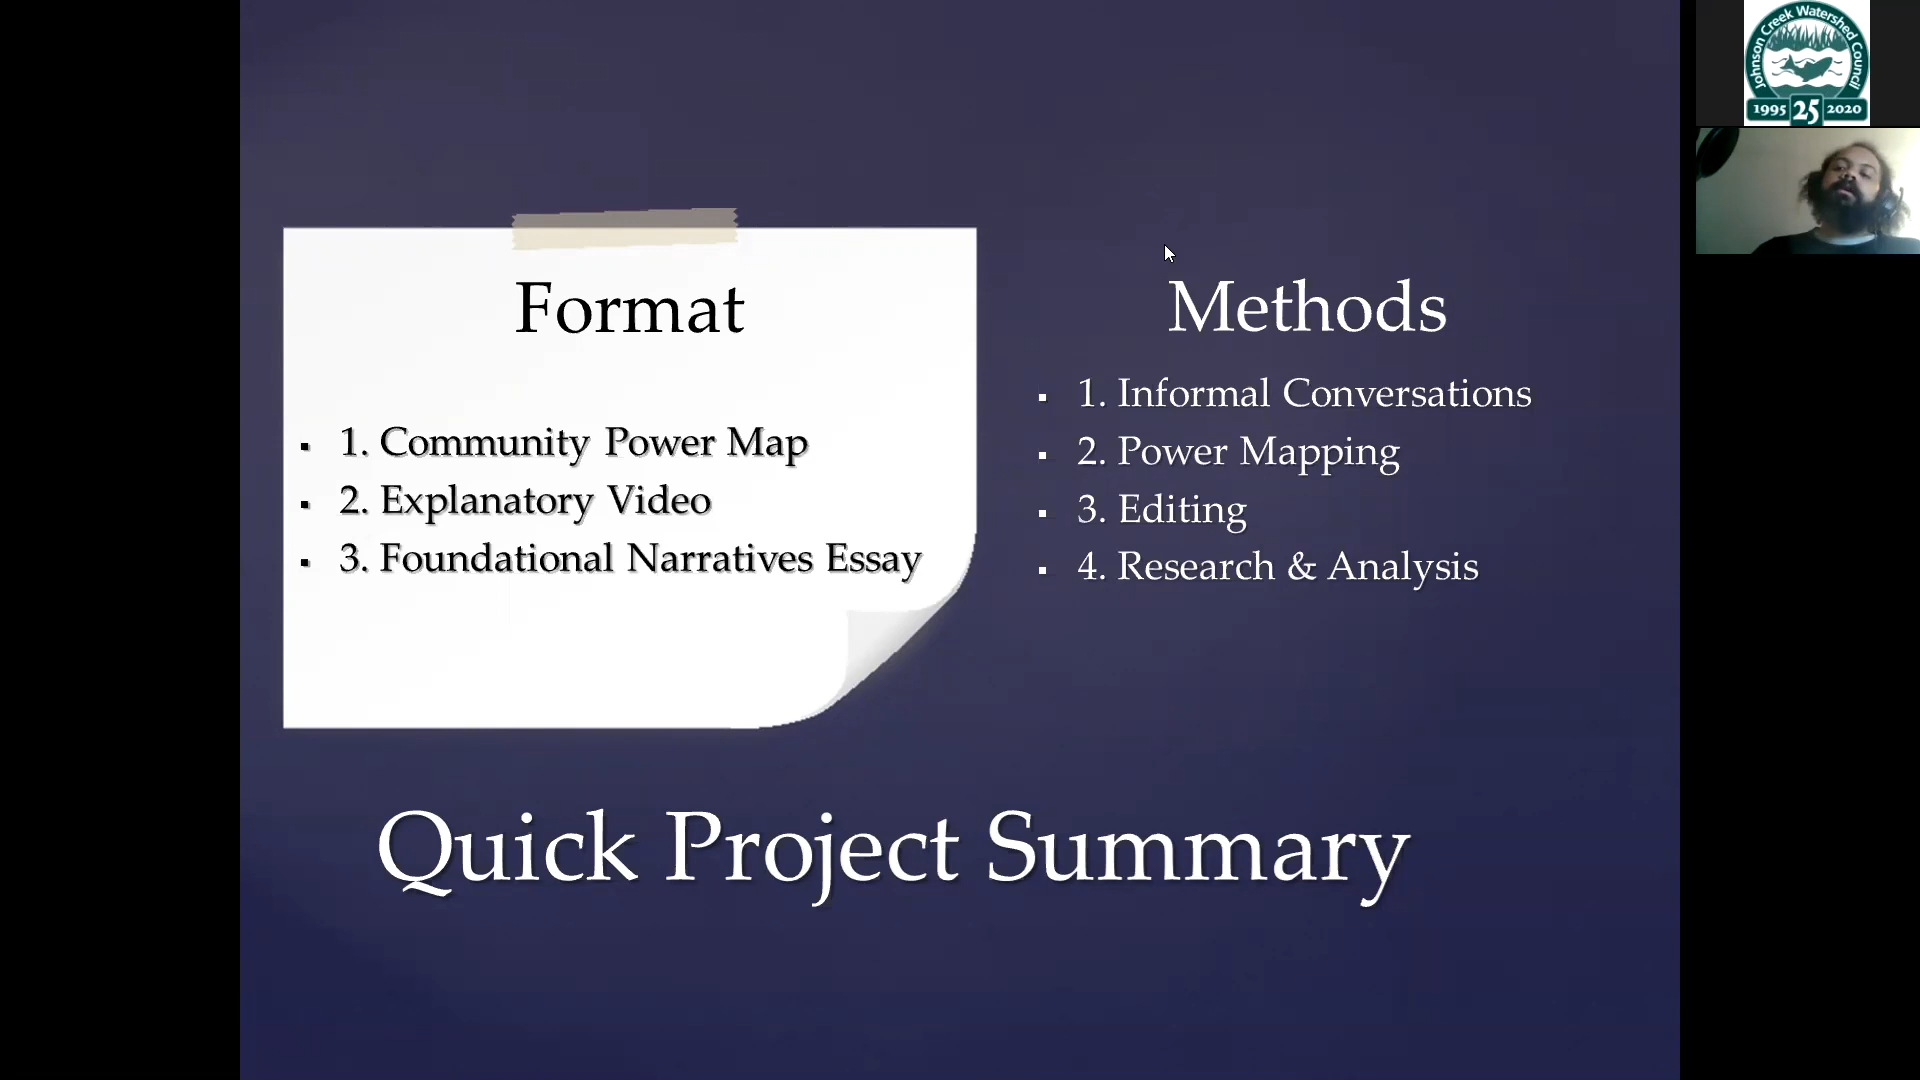 Format
▪ 1. Community Power Map
▪ 2. Explanatory Video
▪ 3. Foundational Narratives Essay
Methods
▪ 1. Informal Conversations
▪ 2. Power Mapping
▪ 3. Editing
▪ 4. Research & Analysis
Quick Project Summary
Johnson Creek Watershed Council
1995 25 2020